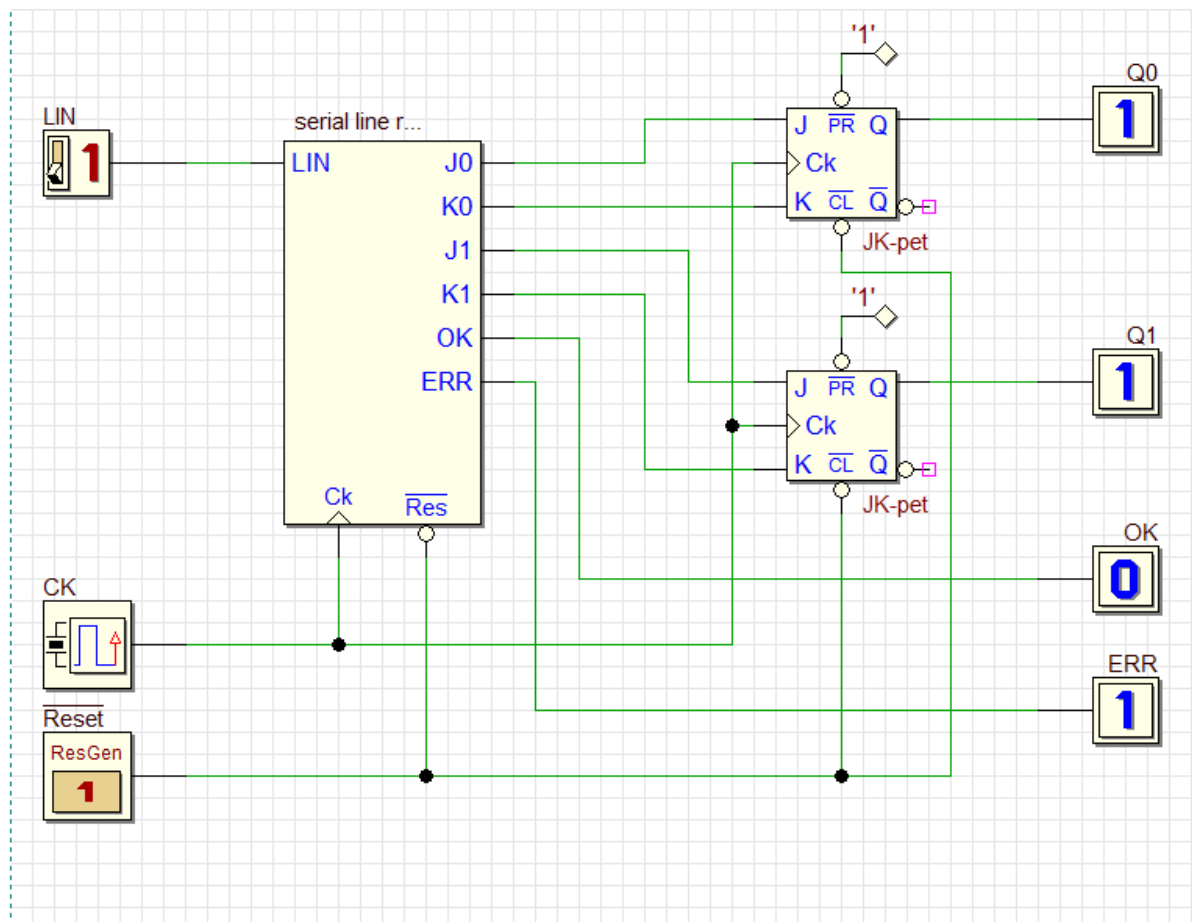 '1'
Q0
LIN
serial line r...
1
LIN
J0
K0
J1
K1
OK
ERR
Ck
Res
J PR Q
Ck
K CL Q
JK-pet
1
'1'
Q1
J PR Q
Ck
K CL Q
JK-pet
1
OK
0
CK
ERR
1
Reset
ResGen
1